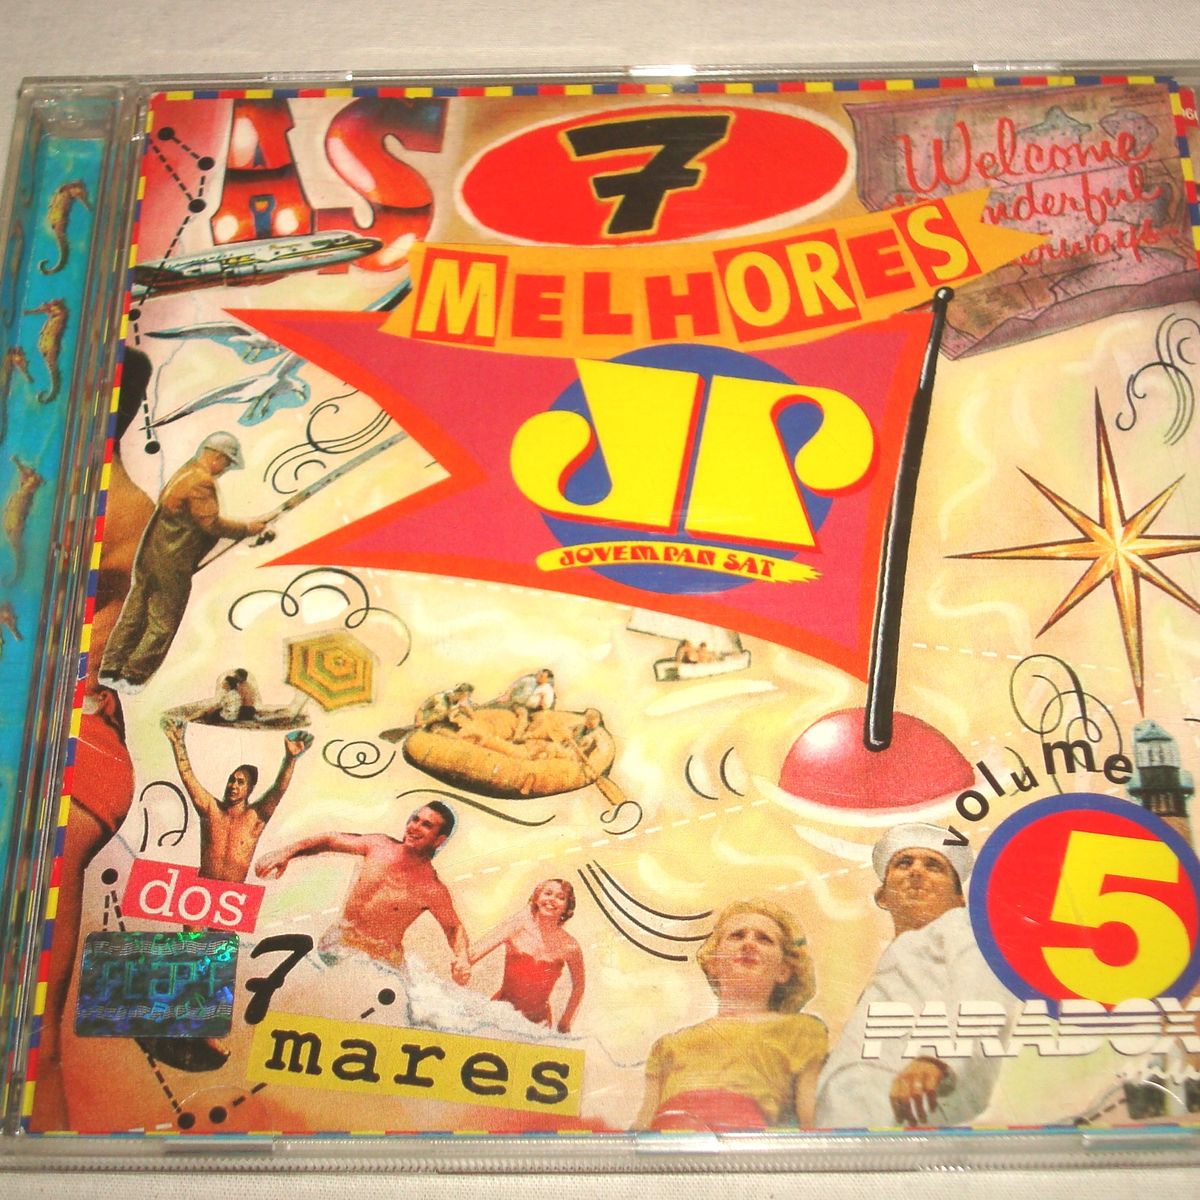 AS
7
MELHORES
Welcome
JP
JOVEM PAN SAT
volume
5
dos
7
mares
PARADOX